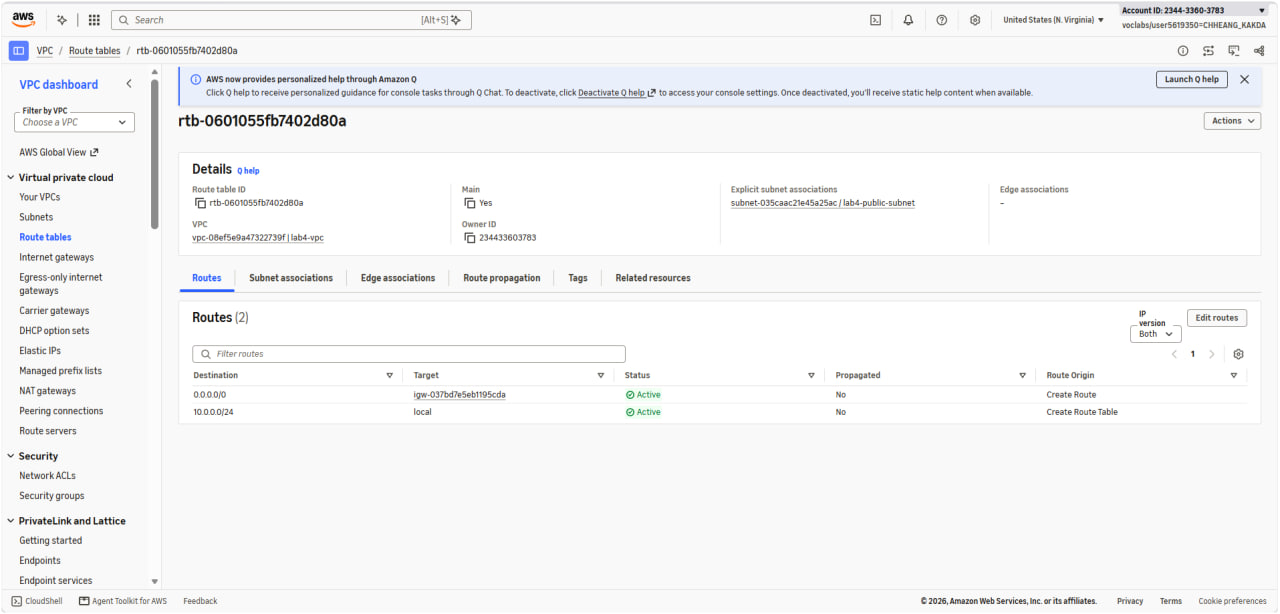 aws
Search [Alt+S]
United States (N. Virginia)
Account ID: 2344-3360-3783
voclabs/user5619350=CHHEANG_KAKDA
VPC / Route tables / rtb-0601055fb7402d80a
VPC dashboard
Filter by VPC
Choose a VPC
AWS Global View
Virtual private cloud
Your VPCs
Subnets
Route tables
Internet gateways
Egress-only internet
gateways
Carrier gateways
DHCP option sets
Elastic IPs
Managed prefix lists
NAT gateways
Peering connections
Route servers
Security
Network ACLs
Security groups
PrivateLink and Lattice
Getting started
Endpoints
Endpoint services
AWS now provides personalized help through Amazon Q
Click Q help to receive personalized guidance for console tasks through Q Chat. To deactivate, click Deactivate Q help to access your console settings. Once deactivated, you'll receive static help content when available.
Launch Q help
rtb-0601055fb7402d80a
Actions
Details Q help
Route table ID
rtb-0601055fb7402d80a
Main
Yes
Explicit subnet associations
subnet-035caac21e45a25ac / lab4-public-subnet
Edge associations
–
VPC
vpc-08ef5e9a47322739f | lab4-vpc
Owner ID
234433603783
Routes
Subnet associations
Edge associations
Route propagation
Tags
Related resources
Routes (2)
IP
version
Both
Edit routes
Filter routes
1
Destination Target Status Propagated Route Origin
0.0.0.0/0 igw-037bd7e5eb1195cda Active No Create Route
10.0.0.0/24 local Active No Create Route Table
CloudShell
Agent Toolkit for AWS
Feedback
© 2026, Amazon Web Services, Inc. or its affiliates.
Privacy
Terms
Cookie preferences